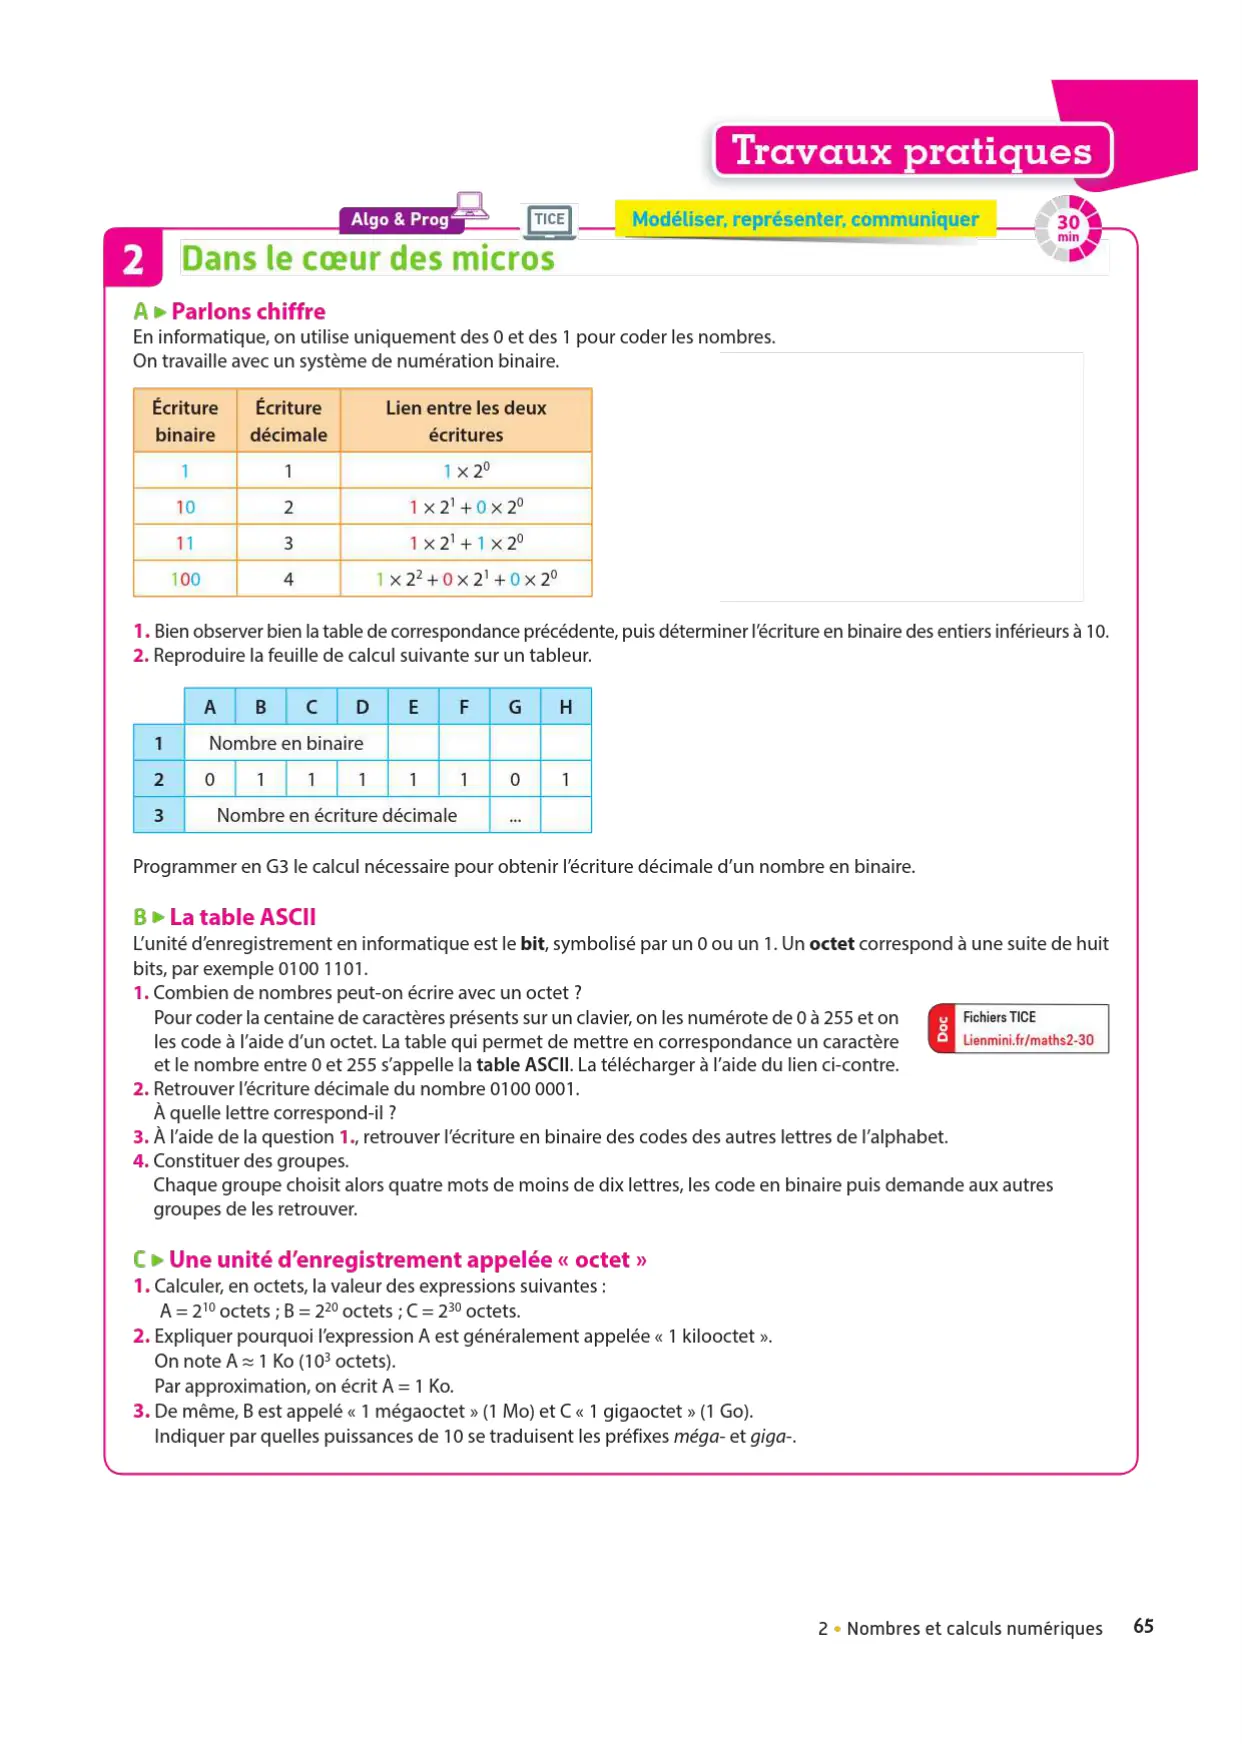 Travaux pratiques
Algo & Prog
TICE
Modéliser, représenter, communiquer
30 min
2 Dans le cœur des micros
A ▸ Parlons chiffre
En informatique, on utilise uniquement des 0 et des 1 pour coder les nombres.
On travaille avec un système de numération binaire.
Écriture binaire | Écriture décimale | Lien entre les deux écritures
1 | 1 | 1 × 2⁰
10 | 2 | 1 × 2¹ + 0 × 2⁰
11 | 3 | 1 × 2¹ + 1 × 2⁰
100 | 4 | 1 × 2² + 0 × 2¹ + 0 × 2⁰
1. Bien observer bien la table de correspondance précédente, puis déterminer l’écriture en binaire des entiers inférieurs à 10.
2. Reproduire la feuille de calcul suivante sur un tableur.
A | B | C | D | E | F | G | H
1 | Nombre en binaire
2 | 0 | 1 | 1 | 1 | 1 | 1 | 0 | 1
3 | Nombre en écriture décimale | ...
Programmer en G3 le calcul nécessaire pour obtenir l’écriture décimale d’un nombre en binaire.
B ▸ La table ASCII
L’unité d’enregistrement en informatique est le bit, symbolisé par un 0 ou un 1. Un octet correspond à une suite de huit
bits, par exemple 0100 1101.
1. Combien de nombres peut-on écrire avec un octet ?
Pour coder la centaine de caractères présents sur un clavier, on les numérote de 0 à 255 et on
les code à l’aide d’un octet. La table qui permet de mettre en correspondance un caractère
et le nombre entre 0 et 255 s’appelle la table ASCII. La télécharger à l’aide du lien ci-contre.
Doc
Fichiers TICE
Lienmini.fr/maths2-30
2. Retrouver l’écriture décimale du nombre 0100 0001.
À quelle lettre correspond-il ?
3. À l’aide de la question 1., retrouver l’écriture en binaire des codes des autres lettres de l’alphabet.
4. Constituer des groupes.
Chaque groupe choisit alors quatre mots de moins de dix lettres, les code en binaire puis demande aux autres
groupes de les retrouver.
C ▸ Une unité d’enregistrement appelée « octet »
1. Calculer, en octets, la valeur des expressions suivantes :
A = 2¹⁰ octets ; B = 2²⁰ octets ; C = 2³⁰ octets.
2. Expliquer pourquoi l’expression A est généralement appelée « 1 kilooctet ».
On note A ≈ 1 Ko (10³ octets).
Par approximation, on écrit A = 1 Ko.
3. De même, B est appelé « 1 mégaoctet » (1 Mo) et C « 1 gigaoctet » (1 Go).
Indiquer par quelles puissances de 10 se traduisent les préfixes méga- et giga-.
2 • Nombres et calculs numériques 65